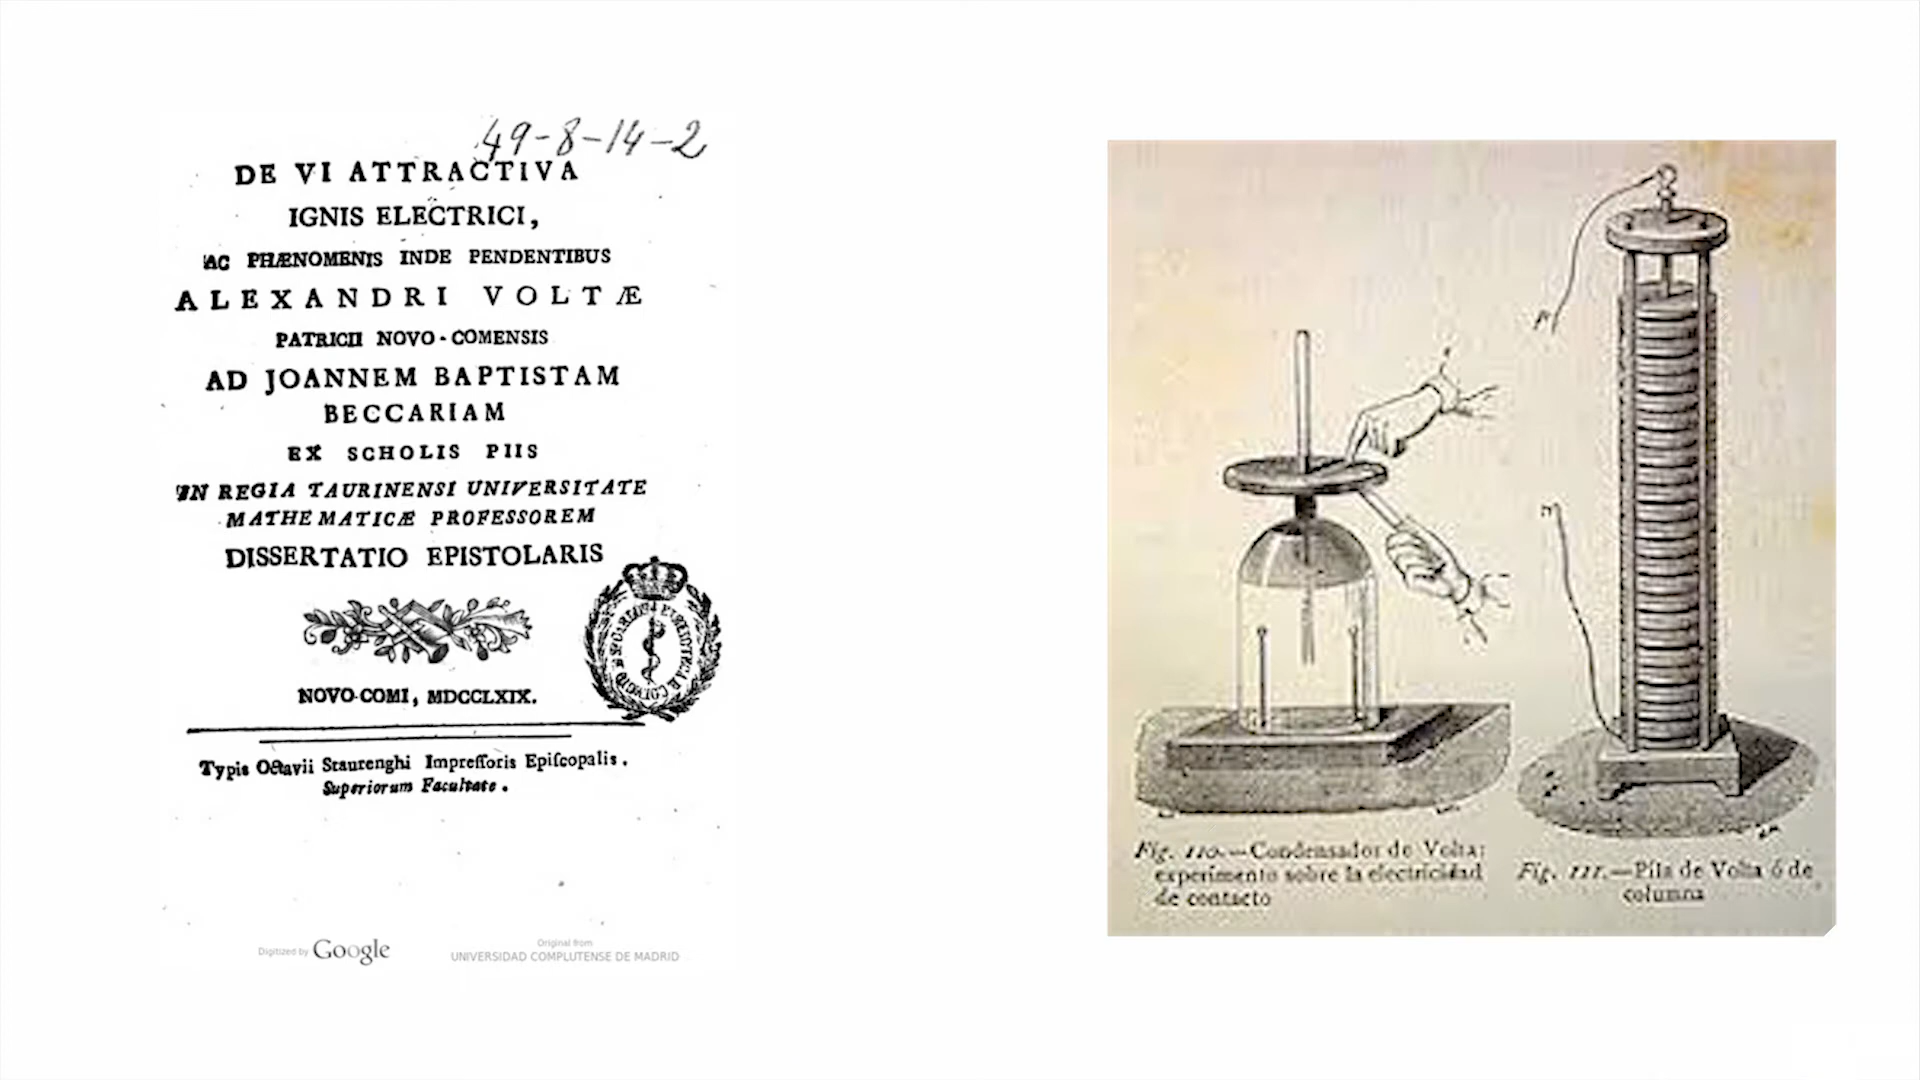 49-8-14-2
DE VI ATTRACTIVA
IGNIS ELECTRICI,
AC PHÆNOMENIS INDE PENDENTIBUS
ALEXANDRI VOLTÆ
PATRICII NOVO-COMENSIS
AD JOANNEM BAPTISTAM
BECCARIAM
EX SCHOLIS PIIS
IN REGIA TAURINENSI UNIVERSITATE
MATHEMATICÆ PROFESSOREM
DISSERTATIO EPISTOLARIS
NOVO-COMI, MDCCLXIX.
Typis Octavii Staurenghi Impreſſoris Epiſcopalis.
Superiorum Facultate.
Digitized by Google
Original from
UNIVERSIDAD COMPLUTENSE DE MADRID
P
n
Fig. 110.—Condensador de Volta:
experimento sobre la electricidad
de contacto
Fig. 111.—Pila de Volta ó de
columna